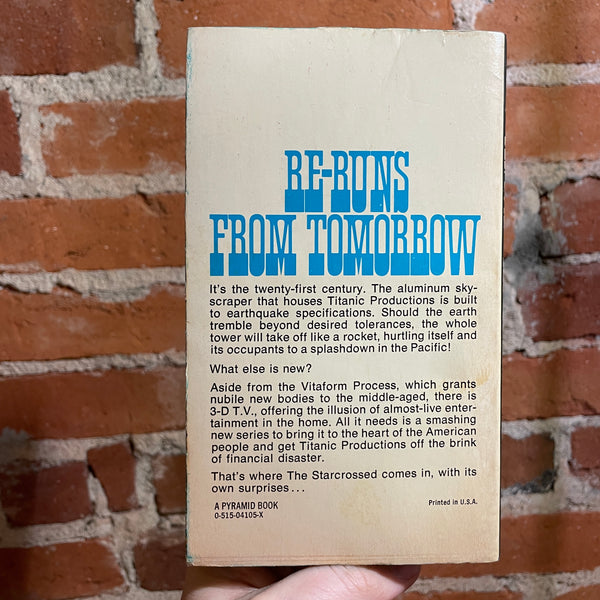 RE-RUNS
FROM TOMORROW
It's the twenty-first century. The aluminum sky-
scraper that houses Titanic Productions is built
to earthquake specifications. Should the earth
tremble beyond desired tolerances, the whole
tower will take off like a rocket, hurtling itself and
its occupants to a splashdown in the Pacific!
What else is new?
Aside from the Vitaform Process, which grants
nubile new bodies to the middle-aged, there is
3-D T.V., offering the illusion of almost-live enter-
tainment in the home. All it needs is a smashing
new series to bring it to the heart of the American
people and get Titanic Productions off the brink
of financial disaster.
That's where The Starcrossed comes in, with its
own surprises...
A PYRAMID BOOK
0-515-04105-X
Printed in U.S.A.